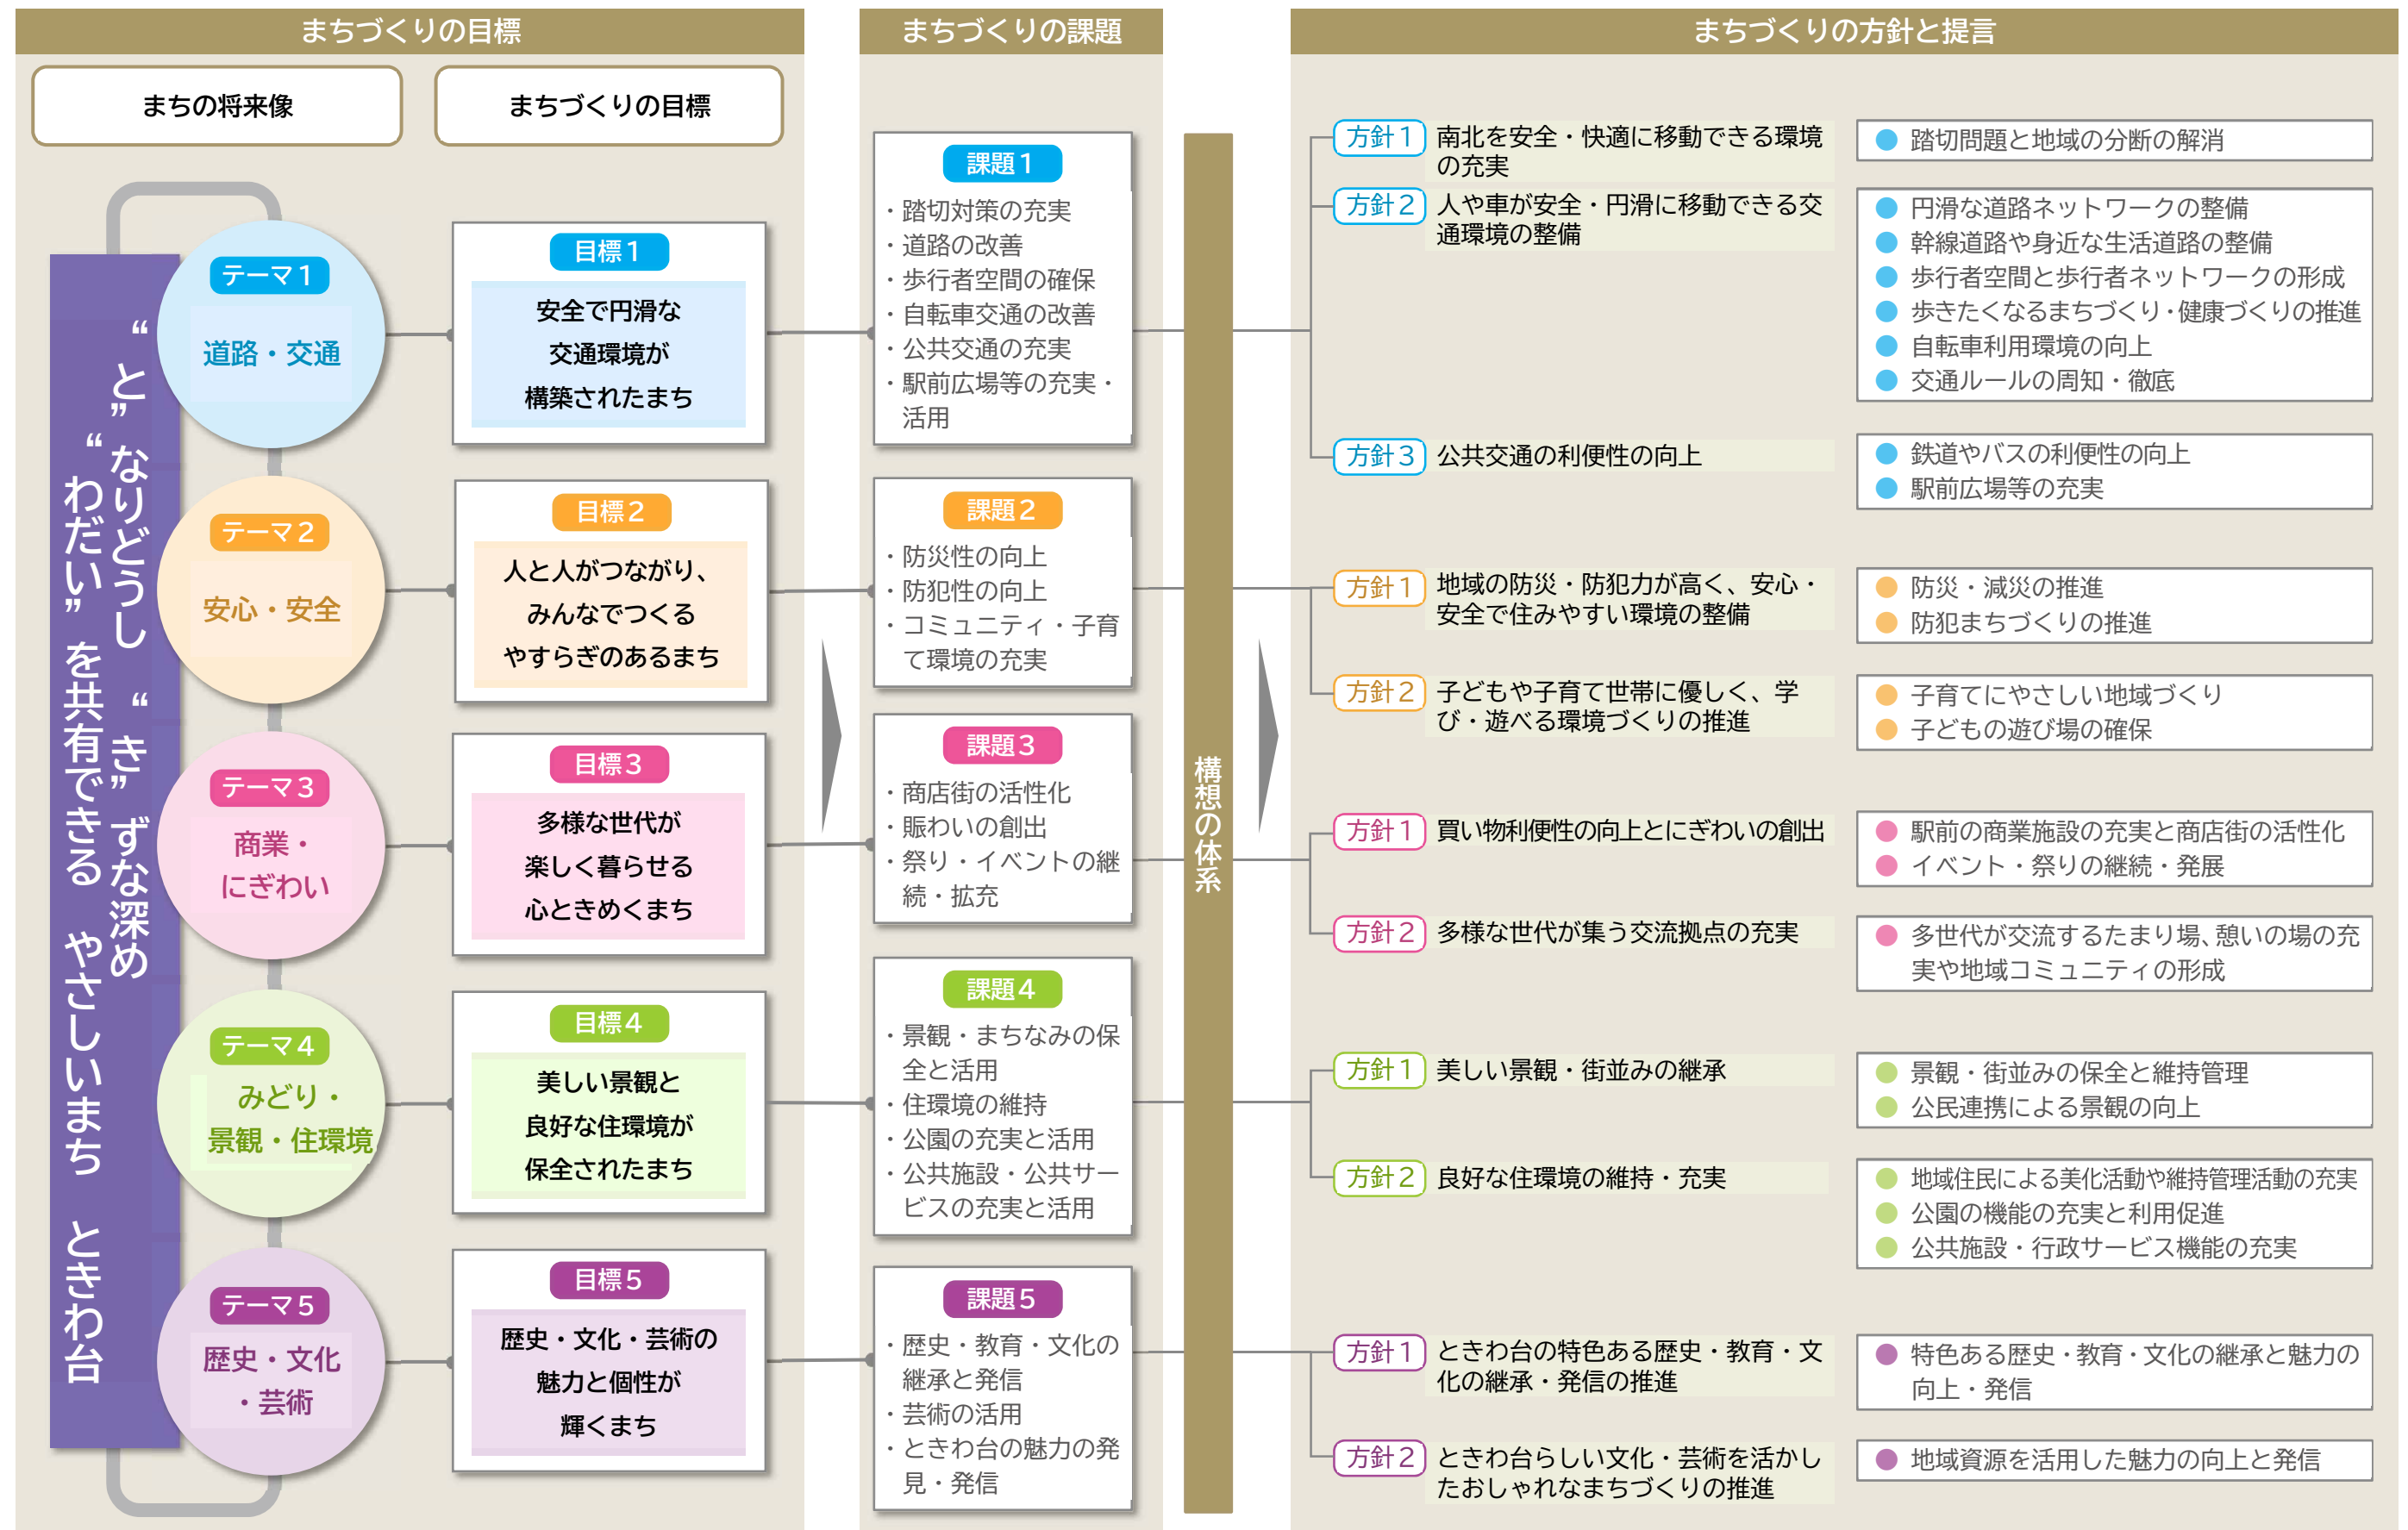 まちづくりの目標
まちの将来像
まちづくりの目標
“と”なりどうし “き”ずな深め
“わだい”を共有できる やさしいまち ときわ台
テーマ1
道路・交通
目標1
安全で円滑な
交通環境が
構築されたまち
テーマ2
安心・安全
目標2
人と人がつながり、
みんなでつくる
やすらぎのあるまち
テーマ3
商業・
にぎわい
目標3
多様な世代が
楽しく暮らせる
心ときめくまち
テーマ4
みどり・
景観・住環境
目標4
美しい景観と
良好な住環境が
保全されたまち
テーマ5
歴史・文化
・芸術
目標5
歴史・文化・芸術の
魅力と個性が
輝くまち
まちづくりの課題
課題1
・踏切対策の充実
・道路の改善
・歩行者空間の確保
・自転車交通の改善
・公共交通の充実
・駅前広場等の充実・
活用
課題2
・防災性の向上
・防犯性の向上
・コミュニティ・子育
て環境の充実
課題3
・商店街の活性化
・賑わいの創出
・祭り・イベントの継
続・拡充
課題4
・景観・まちなみの保
全と活用
・住環境の維持
・公園の充実と活用
・公共施設・公共サー
ビスの充実と活用
課題5
・歴史・教育・文化の
継承と発信
・芸術の活用
・ときわ台の魅力の発
見・発信
構想の体系
まちづくりの方針と提言
方針1
南北を安全・快適に移動できる環境
の充実
● 踏切問題と地域の分断の解消
方針2
人や車が安全・円滑に移動できる交
通環境の整備
● 円滑な道路ネットワークの整備
● 幹線道路や身近な生活道路の整備
● 歩行者空間と歩行者ネットワークの形成
● 歩きたくなるまちづくり・健康づくりの推進
● 自転車利用環境の向上
● 交通ルールの周知・徹底
方針3
公共交通の利便性の向上
● 鉄道やバスの利便性の向上
● 駅前広場等の充実
方針1
地域の防災・防犯力が高く、安心・
安全で住みやすい環境の整備
● 防災・減災の推進
● 防犯まちづくりの推進
方針2
子どもや子育て世帯に優しく、学
び・遊べる環境づくりの推進
● 子育てにやさしい地域づくり
● 子どもの遊び場の確保
方針1
買い物利便性の向上とにぎわいの創出
● 駅前の商業施設の充実と商店街の活性化
● イベント・祭りの継続・発展
方針2
多様な世代が集う交流拠点の充実
● 多世代が交流するたまり場、憩いの場の充
実や地域コミュニティの形成
方針1
美しい景観・街並みの継承
● 景観・街並みの保全と維持管理
● 公民連携による景観の向上
方針2
良好な住環境の維持・充実
● 地域住民による美化活動や維持管理活動の充実
● 公園の機能の充実と利用促進
● 公共施設・行政サービス機能の充実
方針1
ときわ台の特色ある歴史・教育・文
化の継承・発信の推進
● 特色ある歴史・教育・文化の継承と魅力の
向上・発信
方針2
ときわ台らしい文化・芸術を活かし
たおしゃれなまちづくりの推進
● 地域資源を活用した魅力の向上と発信